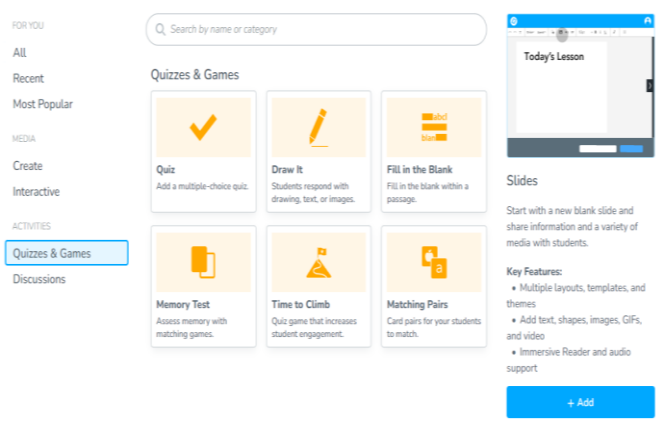 FOR YOU
All
Recent
Most Popular
MEDIA
Create
Interactive
ACTIVITIES
Quizzes & Games
Discussions
Search by name or category
Quizzes & Games
Quiz
Add a multiple-choice quiz.
Draw It
Students respond with
drawing, text, or images.
abcl
blan
Fill in the Blank
Fill in the blank within a
passage.
Memory Test
Assess memory with
matching games.
Time to Climb
Quiz game that increases
student engagement.
a
Matching Pairs
Card pairs for your students
to match.
Today's Lesson
Slides
Start with a new blank slide and
share information and a variety of
media with students.
Key Features:
• Multiple layouts, templates, and
themes
• Add text, shapes, images, GIFs,
and video
• Immersive Reader and audio
support
+ Add